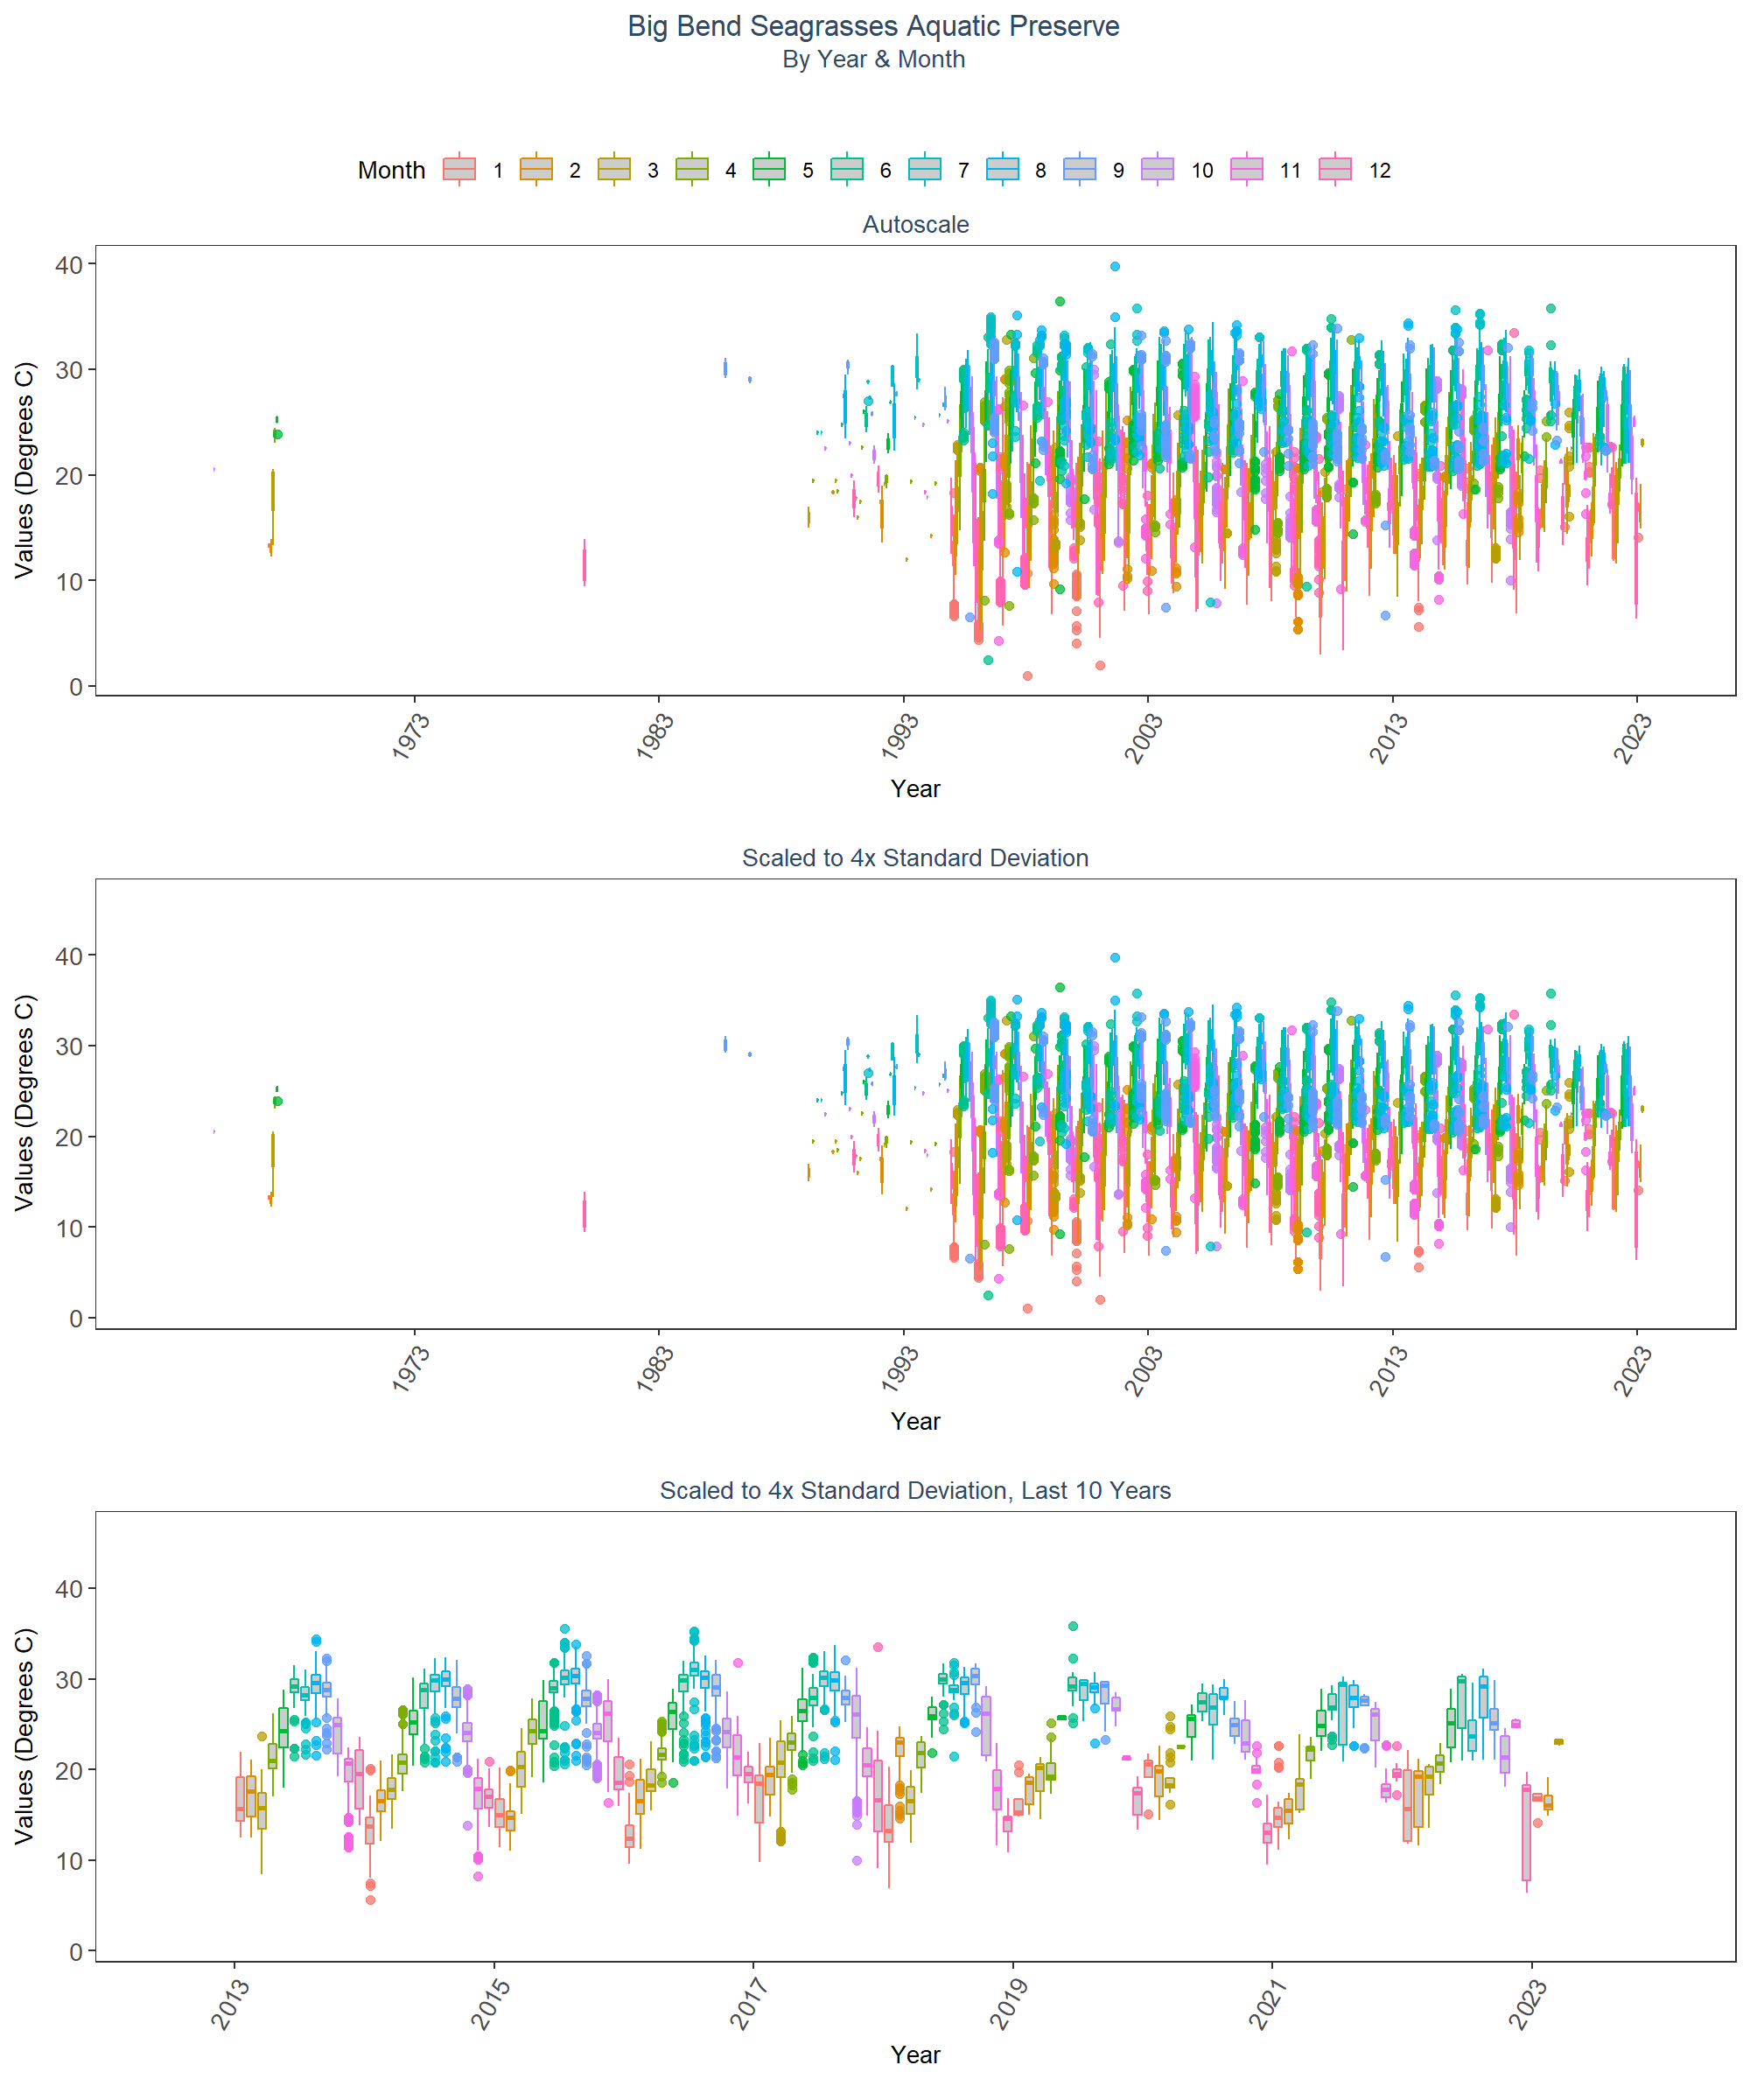 Big Bend Seagrasses Aquatic Preserve
By Year & Month
Month 1 2 3 4 5 6 7 8 9 10 11 12
Autoscale
Values (Degrees C)
40
30
20
10
0
1973 1983 1993 2003 2013 2023
Year
Scaled to 4x Standard Deviation
Values (Degrees C)
40
30
20
10
0
1973 1983 1993 2003 2013 2023
Year
Scaled to 4x Standard Deviation, Last 10 Years
Values (Degrees C)
40
30
20
10
0
2013 2015 2017 2019 2021 2023
Year